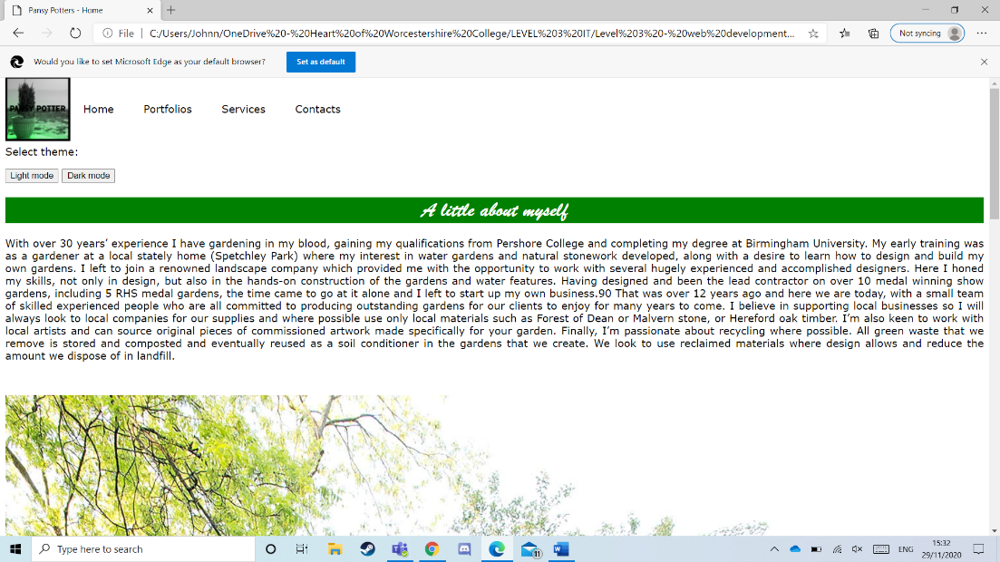 Pansy Potters - Home
File | C:/Users/Johnn/OneDrive%20-%20Heart%20of%20Worcestershire%20College/LEVEL%203%20IT/Level%203%20-%20web%20development...
Not syncing
Would you like to set Microsoft Edge as your default browser?
Set as default
PANSY POTTER
Home
Portfolios
Services
Contacts
Select theme:
Light mode
Dark mode
A little about myself
With over 30 years’ experience I have gardening in my blood, gaining my qualifications from Pershore College and completing my degree at Birmingham University. My early training was
as a gardener at a local stately home (Spetchley Park) where my interest in water gardens and natural stonework developed, along with a desire to learn how to design and build my
own gardens. I left to join a renowned landscape company which provided me with the opportunity to work with several hugely experienced and accomplished designers. Here I honed
my skills, not only in design, but also in the hands-on construction of the gardens and water features. Having designed and been the lead contractor on over 10 medal winning show
gardens, including 5 RHS medal gardens, the time came to go at it alone and I left to start up my own business.90 That was over 12 years ago and here we are today, with a small team
of skilled experienced people who are all committed to producing outstanding gardens for our clients to enjoy for many years to come. I believe in supporting local businesses so I will
always look to local companies for our supplies and where possible use only local materials such as Forest of Dean or Malvern stone, or Hereford oak timber. I’m also keen to work with
local artists and can source original pieces of commissioned artwork made specifically for your garden. Finally, I’m passionate about recycling where possible. All green waste that we
remove is stored and composted and eventually reused as a soil conditioner in the gardens that we create. We look to use reclaimed materials where design allows and reduce the
amount we dispose of in landfill.
Type here to search
11
ENG
15:32
29/11/2020